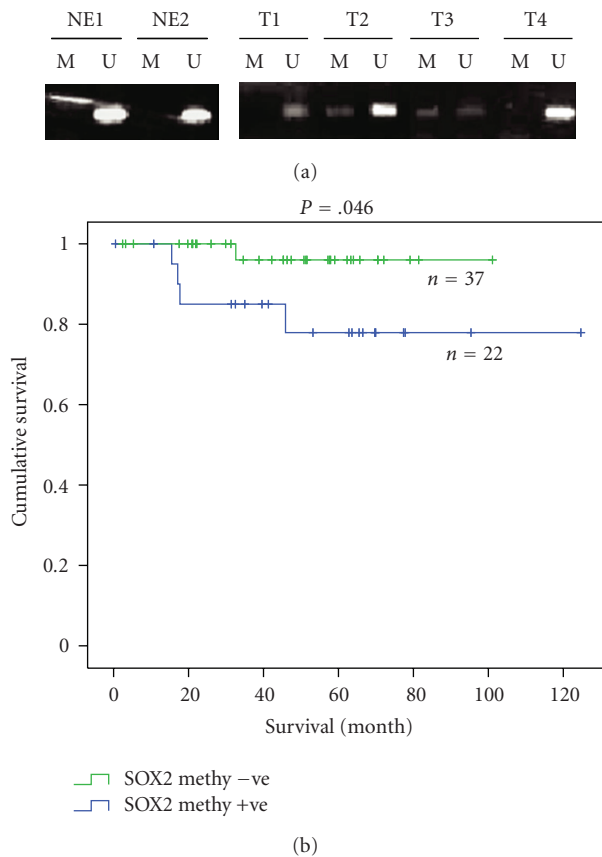 NE1 NE2 T1 T2 T3 T4
M U M U M U M U M U M U
(a)
P = .046
1
n = 37
0.8
n = 22
0.6
0.4
0.2
0
Cumulative survival
0 20 40 60 80 100 120
Survival (month)
SOX2 methy −ve
SOX2 methy +ve
(b)